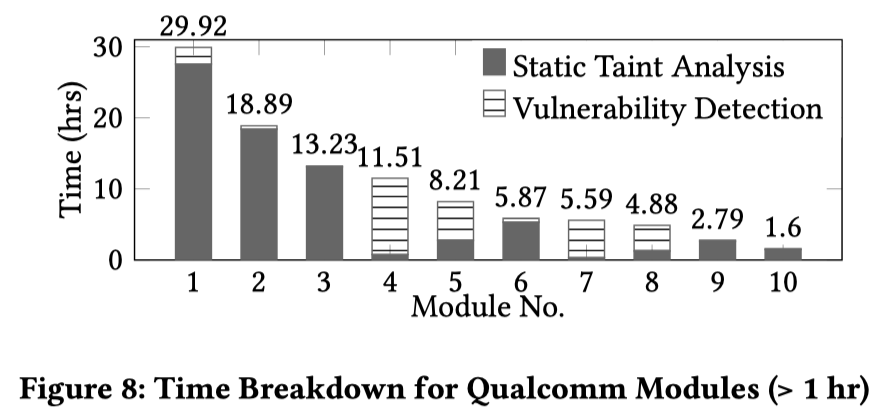 29.92
30
Static Taint Analysis
Vulnerability Detection
18.89
20
13.23
11.51
8.21
10
5.87
5.59
4.88
2.79
1.6
0
Time (hrs)
1 2 3 4 5 6 7 8 9 10
Module No.
Figure 8: Time Breakdown for Qualcomm Modules (> 1 hr)